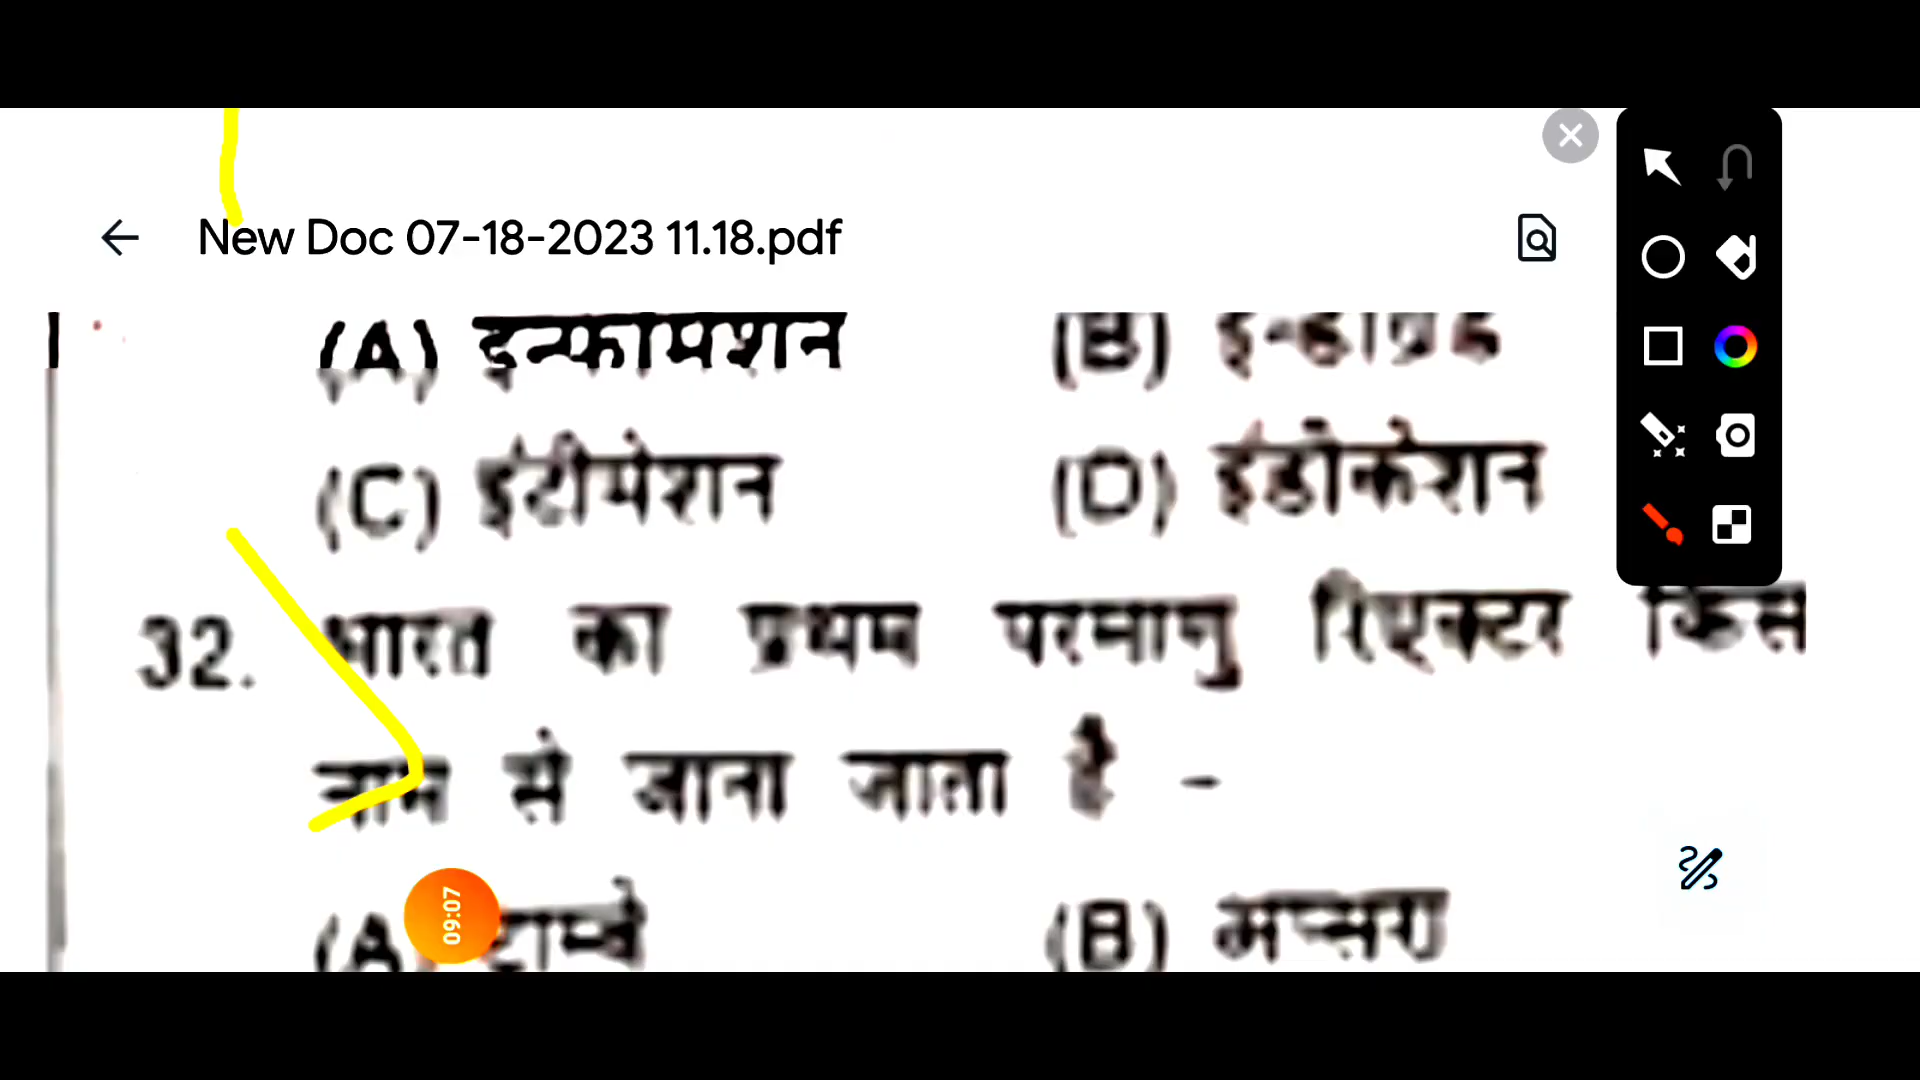 New Doc 07-18-2023 11.18.pdf
(A) इन्फार्मेशन (B)
(C) इंटीमेशन (D) इंडीकेशन
32. भारत का प्रथम परमाणु रिएक्टर किस
नाम से जाना जाता है -
(A) ट्राम्बे (B) अप्सरा
09:07